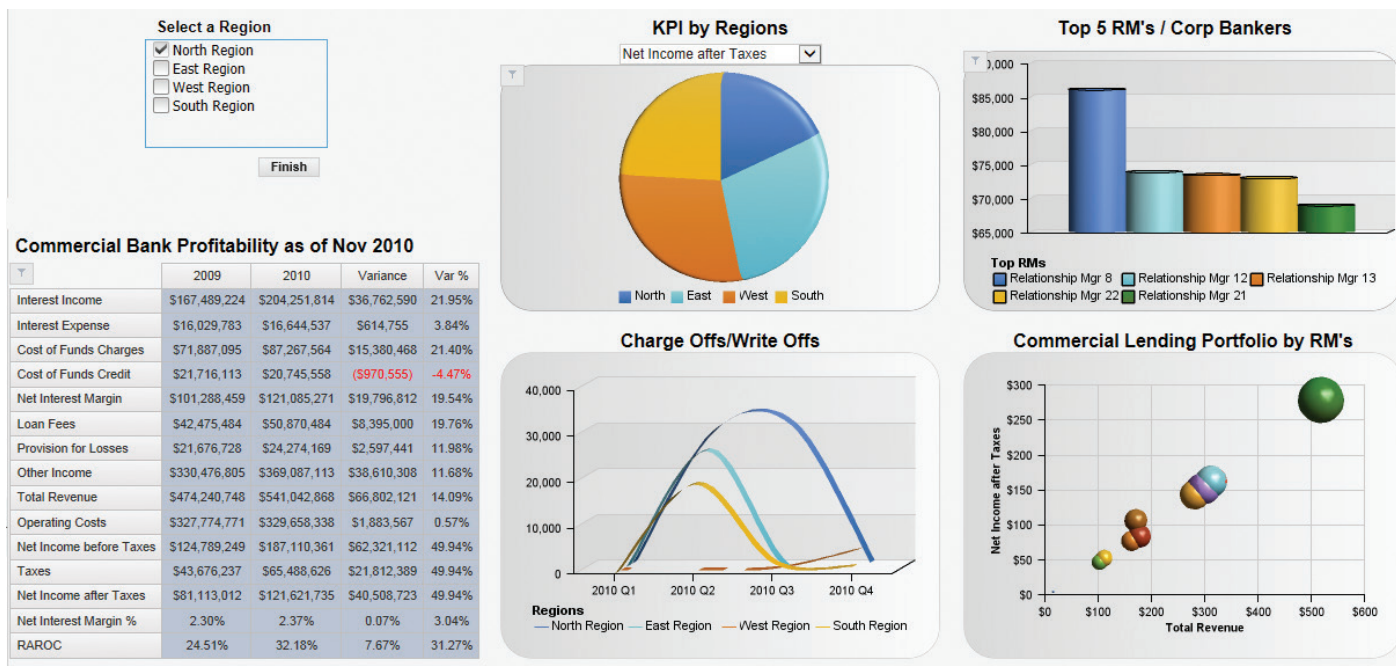 Select a Region
North Region
East Region
West Region
South Region
Finish
Commercial Bank Profitability as of Nov 2010
2009 2010 Variance Var %
Interest Income $167,489,224 $204,251,814 $36,762,590 21.95%
Interest Expense $16,029,783 $16,644,537 $614,755 3.84%
Cost of Funds Charges $71,887,095 $87,267,564 $15,380,468 21.40%
Cost of Funds Credit $21,716,113 $20,745,558 ($970,555) -4.47%
Net Interest Margin $101,288,459 $121,085,271 $19,796,812 19.54%
Loan Fees $42,475,484 $50,870,484 $8,395,000 19.76%
Provision for Losses $21,676,728 $24,274,169 $2,597,441 11.98%
Other Income $330,476,805 $369,087,113 $38,610,308 11.68%
Total Revenue $474,240,748 $541,042,868 $66,802,121 14.09%
Operating Costs $327,774,771 $329,658,338 $1,883,567 0.57%
Net Income before Taxes $124,789,249 $187,110,361 $62,321,112 49.94%
Taxes $43,676,237 $65,488,626 $21,812,389 49.94%
Net Income after Taxes $81,113,012 $121,621,735 $40,508,723 49.94%
Net Interest Margin % 2.30% 2.37% 0.07% 3.04%
RAROC 24.51% 32.18% 7.67% 31.27%
KPI by Regions
Net Income after Taxes
North East West South
Charge Offs/Write Offs
40,000
30,000
20,000
10,000
0
2010 Q1 2010 Q2 2010 Q3 2010 Q4
Regions
North Region East Region West Region South Region
Top 5 RM's / Corp Bankers
0,000
$85,000
$80,000
$75,000
$70,000
$65,000
Top RMs
Relationship Mgr 8 Relationship Mgr 12 Relationship Mgr 13
Relationship Mgr 22 Relationship Mgr 21
Commercial Lending Portfolio by RM's
Net Income after Taxes
$300
$250
$200
$150
$100
$50
$0
$0 $100 $200 $300 $400 $500 $600
Total Revenue